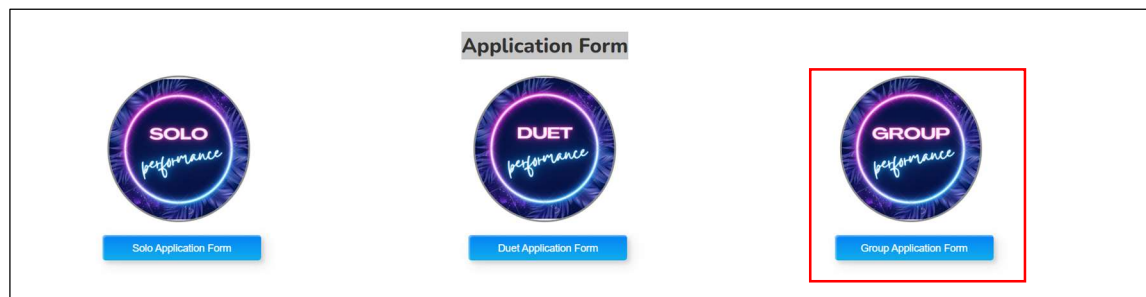 Application Form
SOLO
performance
DUET
performance
GROUP
performance
Solo Application Form
Duet Application Form
Group Application Form